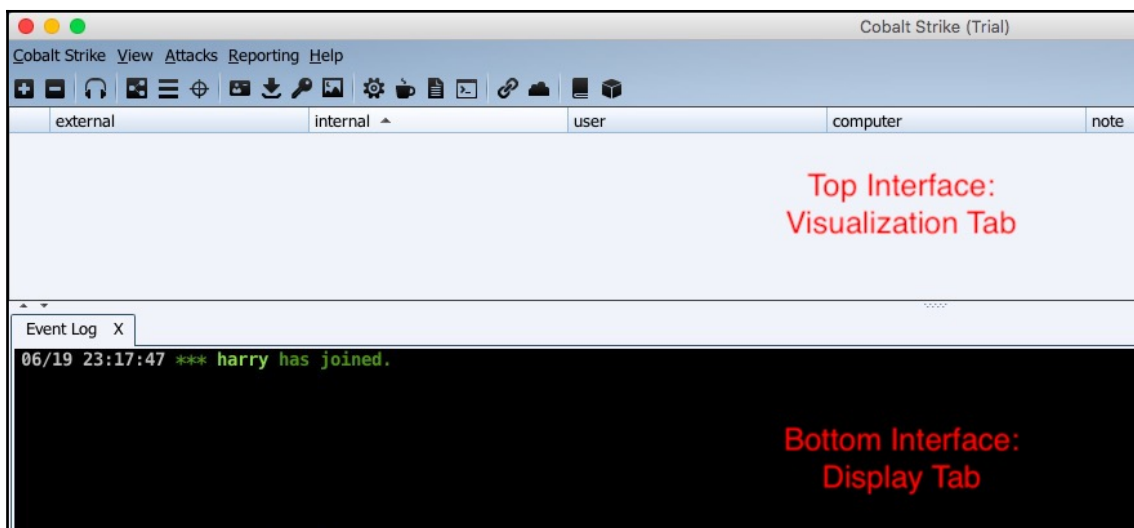 Cobalt Strike (Trial)
Cobalt Strike View Attacks Reporting Help
external internal user computer note
Top Interface:
Visualization Tab
Event Log X
06/19 23:17:47 *** harry has joined.
Bottom Interface:
Display Tab